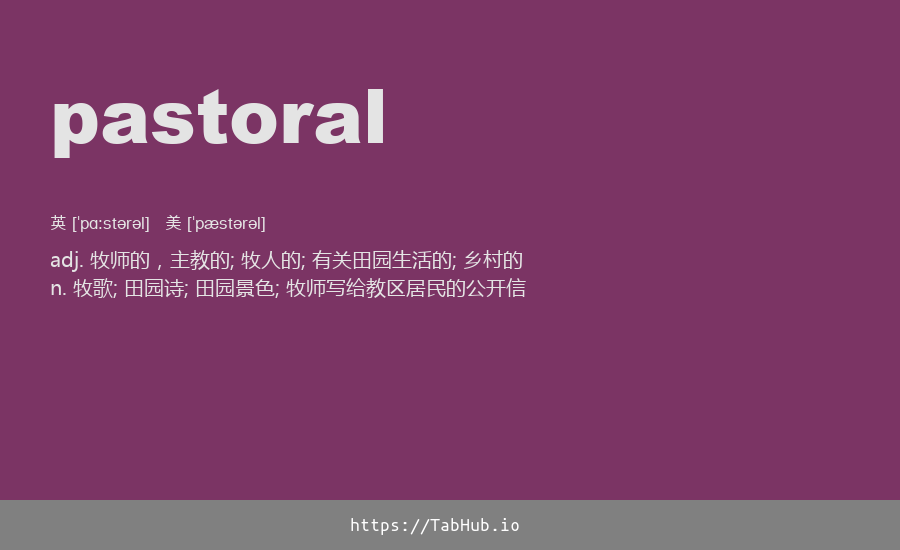 pastoral
英 [ˈpɑːstərəl] 美 [ˈpæstərəl]
adj. 牧师的，主教的; 牧人的; 有关田园生活的; 乡村的
n. 牧歌; 田园诗; 田园景色; 牧师写给教区居民的公开信
https://TabHub.io